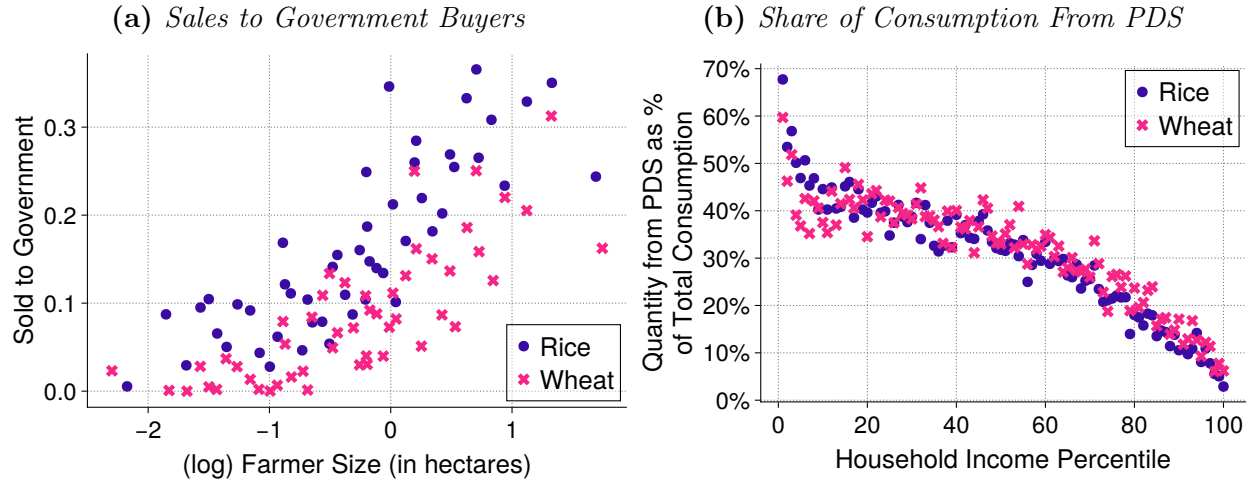 (a) Sales to Government Buyers
Sold to Government
0.3
0.2
0.1
0.0
Rice
Wheat
−2
−1
0
1
(log) Farmer Size (in hectares)
(b) Share of Consumption From PDS
Quantity from PDS as %
of Total Consumption
70%
60%
50%
40%
30%
20%
10%
0%
Rice
Wheat
0
20
40
60
80
100
Household Income Percentile